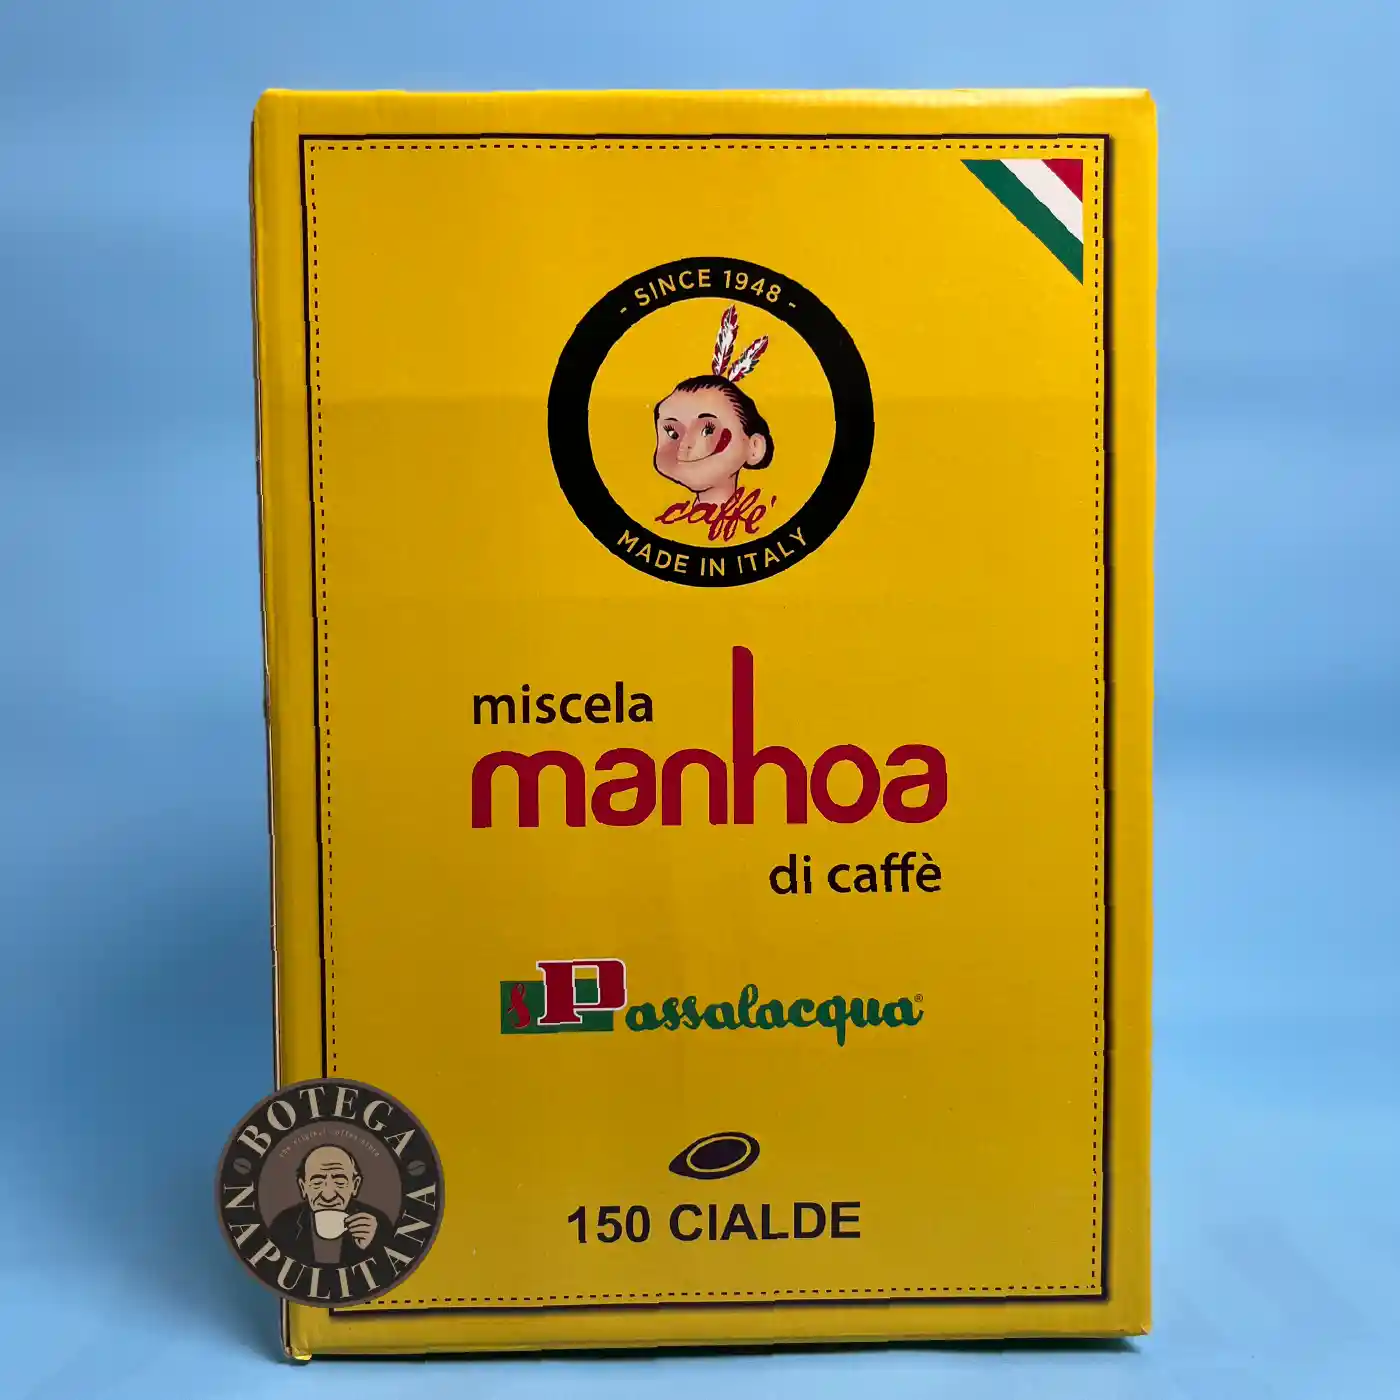 - SINCE 1948 -
caffè
MADE IN ITALY
miscela
manhoa
di caffè
S Passalacqua®
150 CIALDE
BOTEGA
NAPULITANA